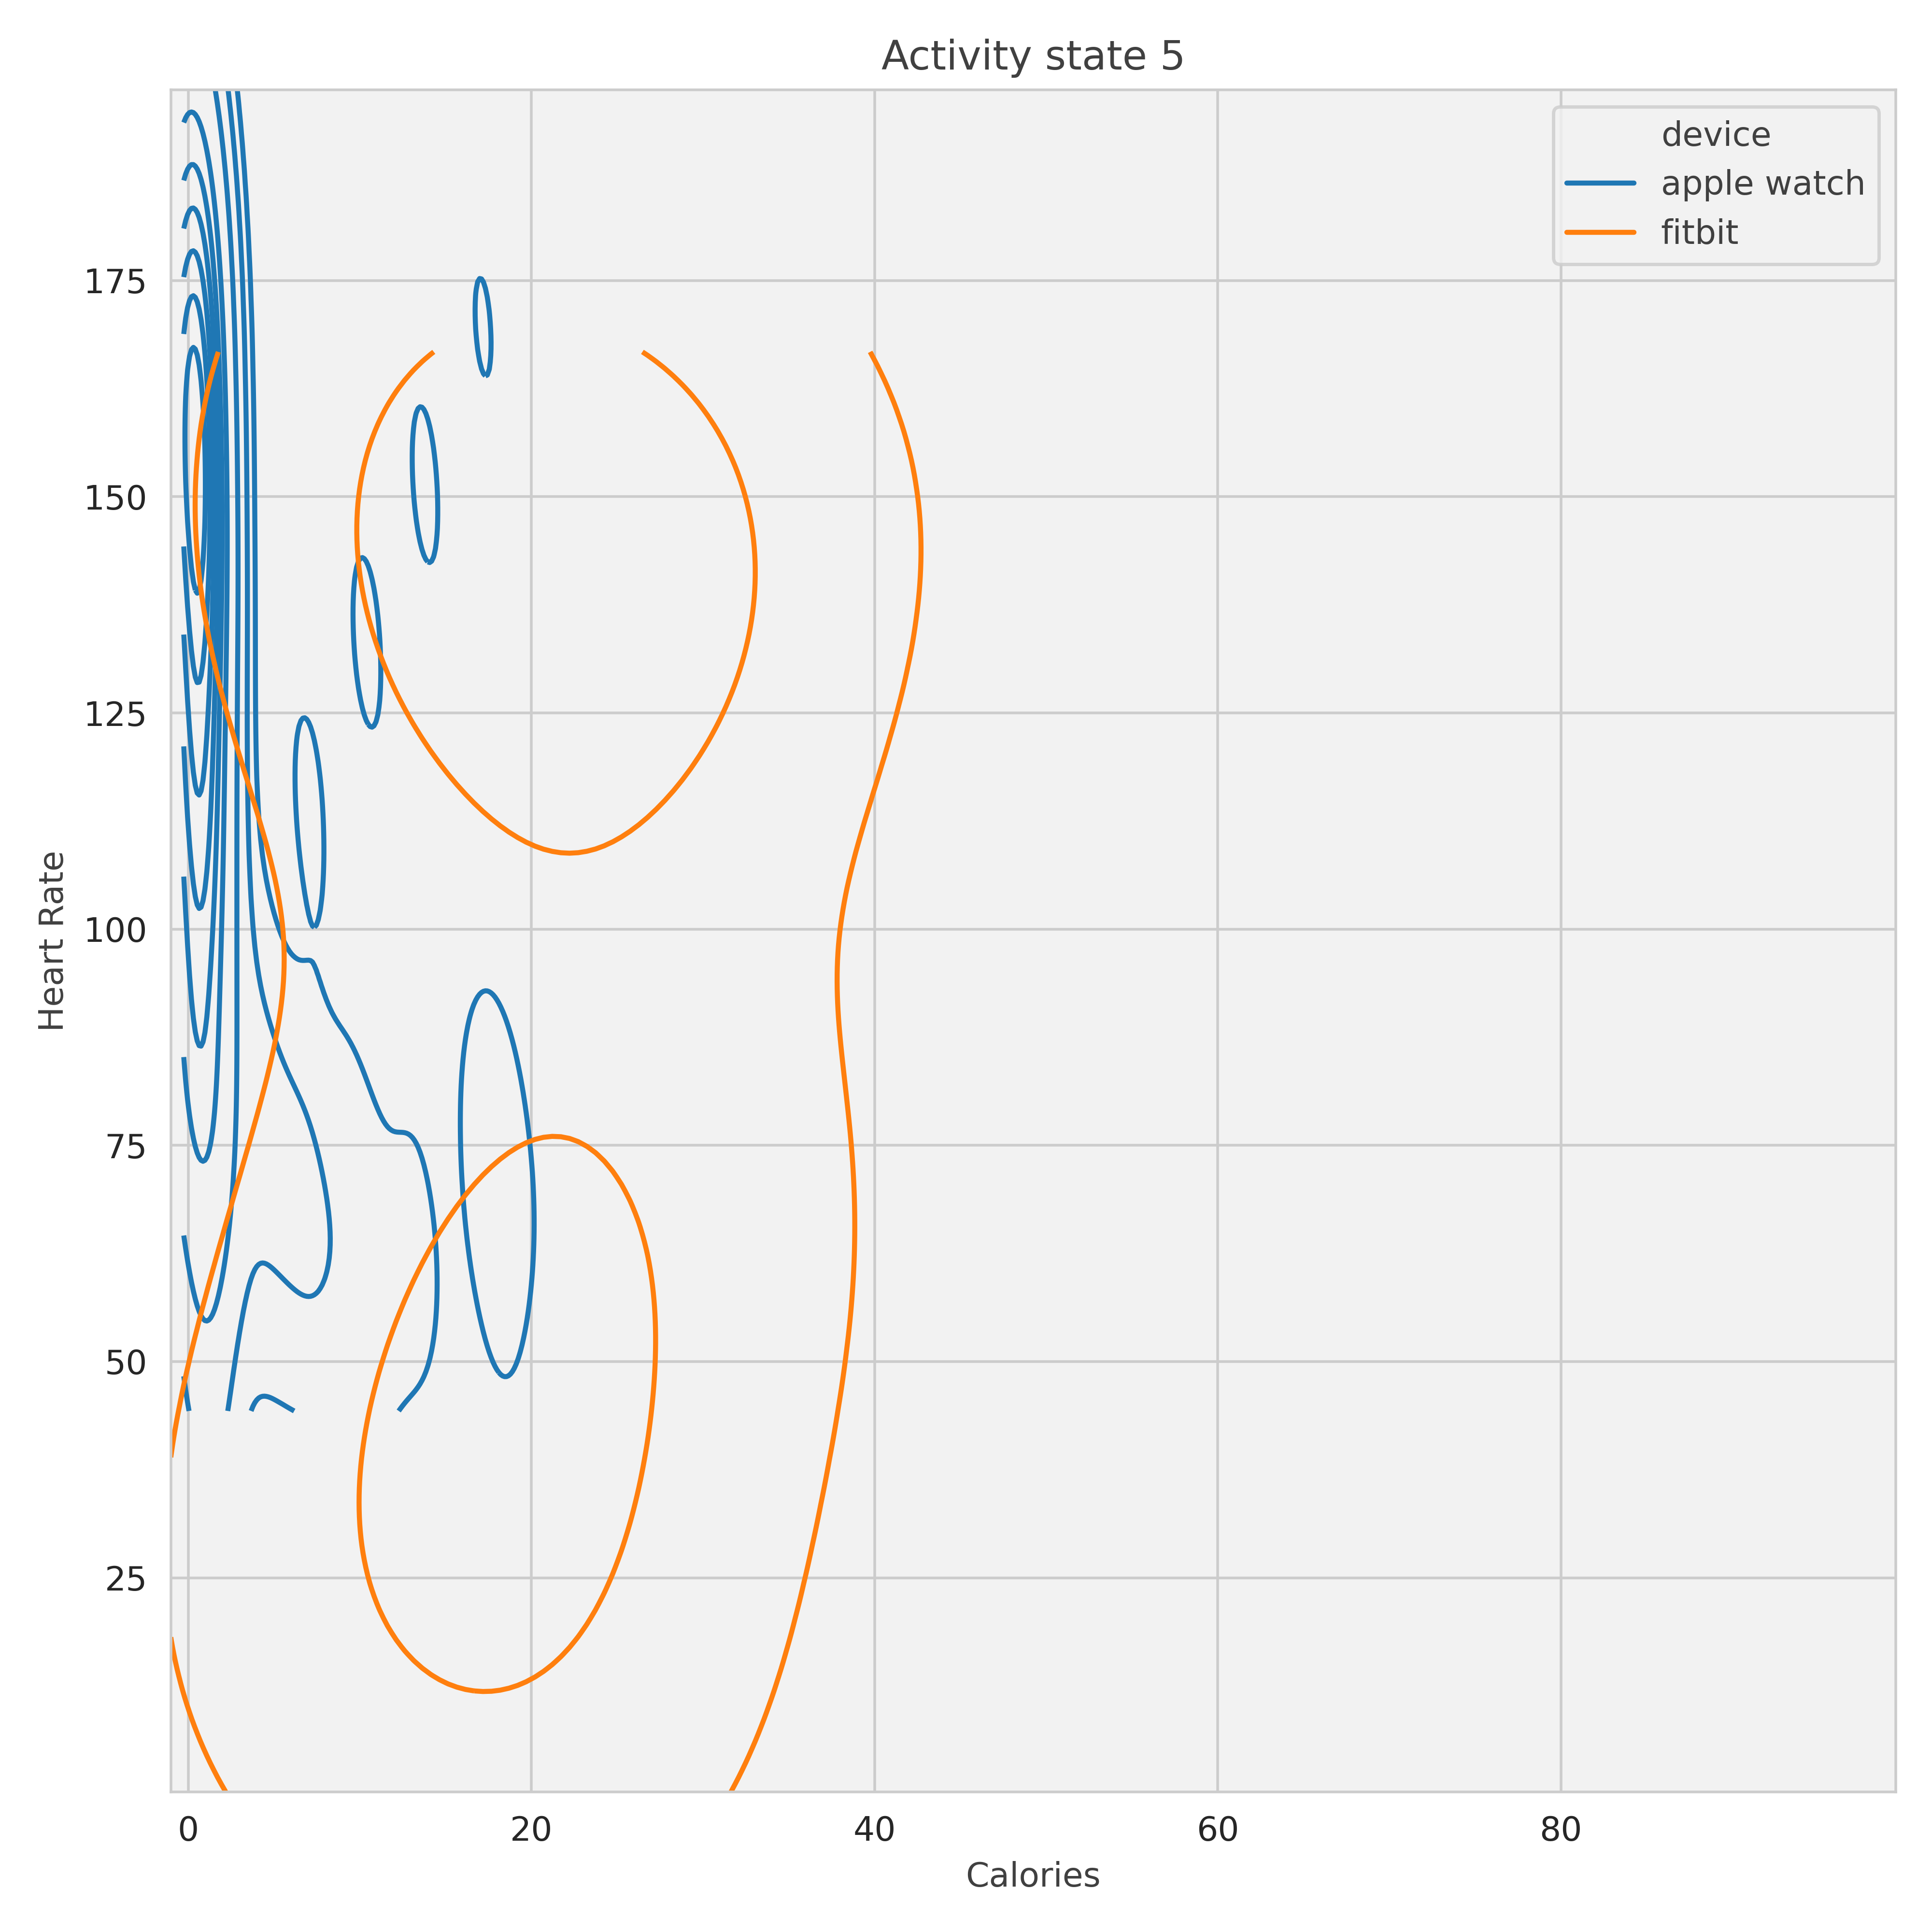 Activity state 5
device
apple watch
fitbit
Heart Rate
175
150
125
100
75
50
25
0 20 40 60 80
Calories